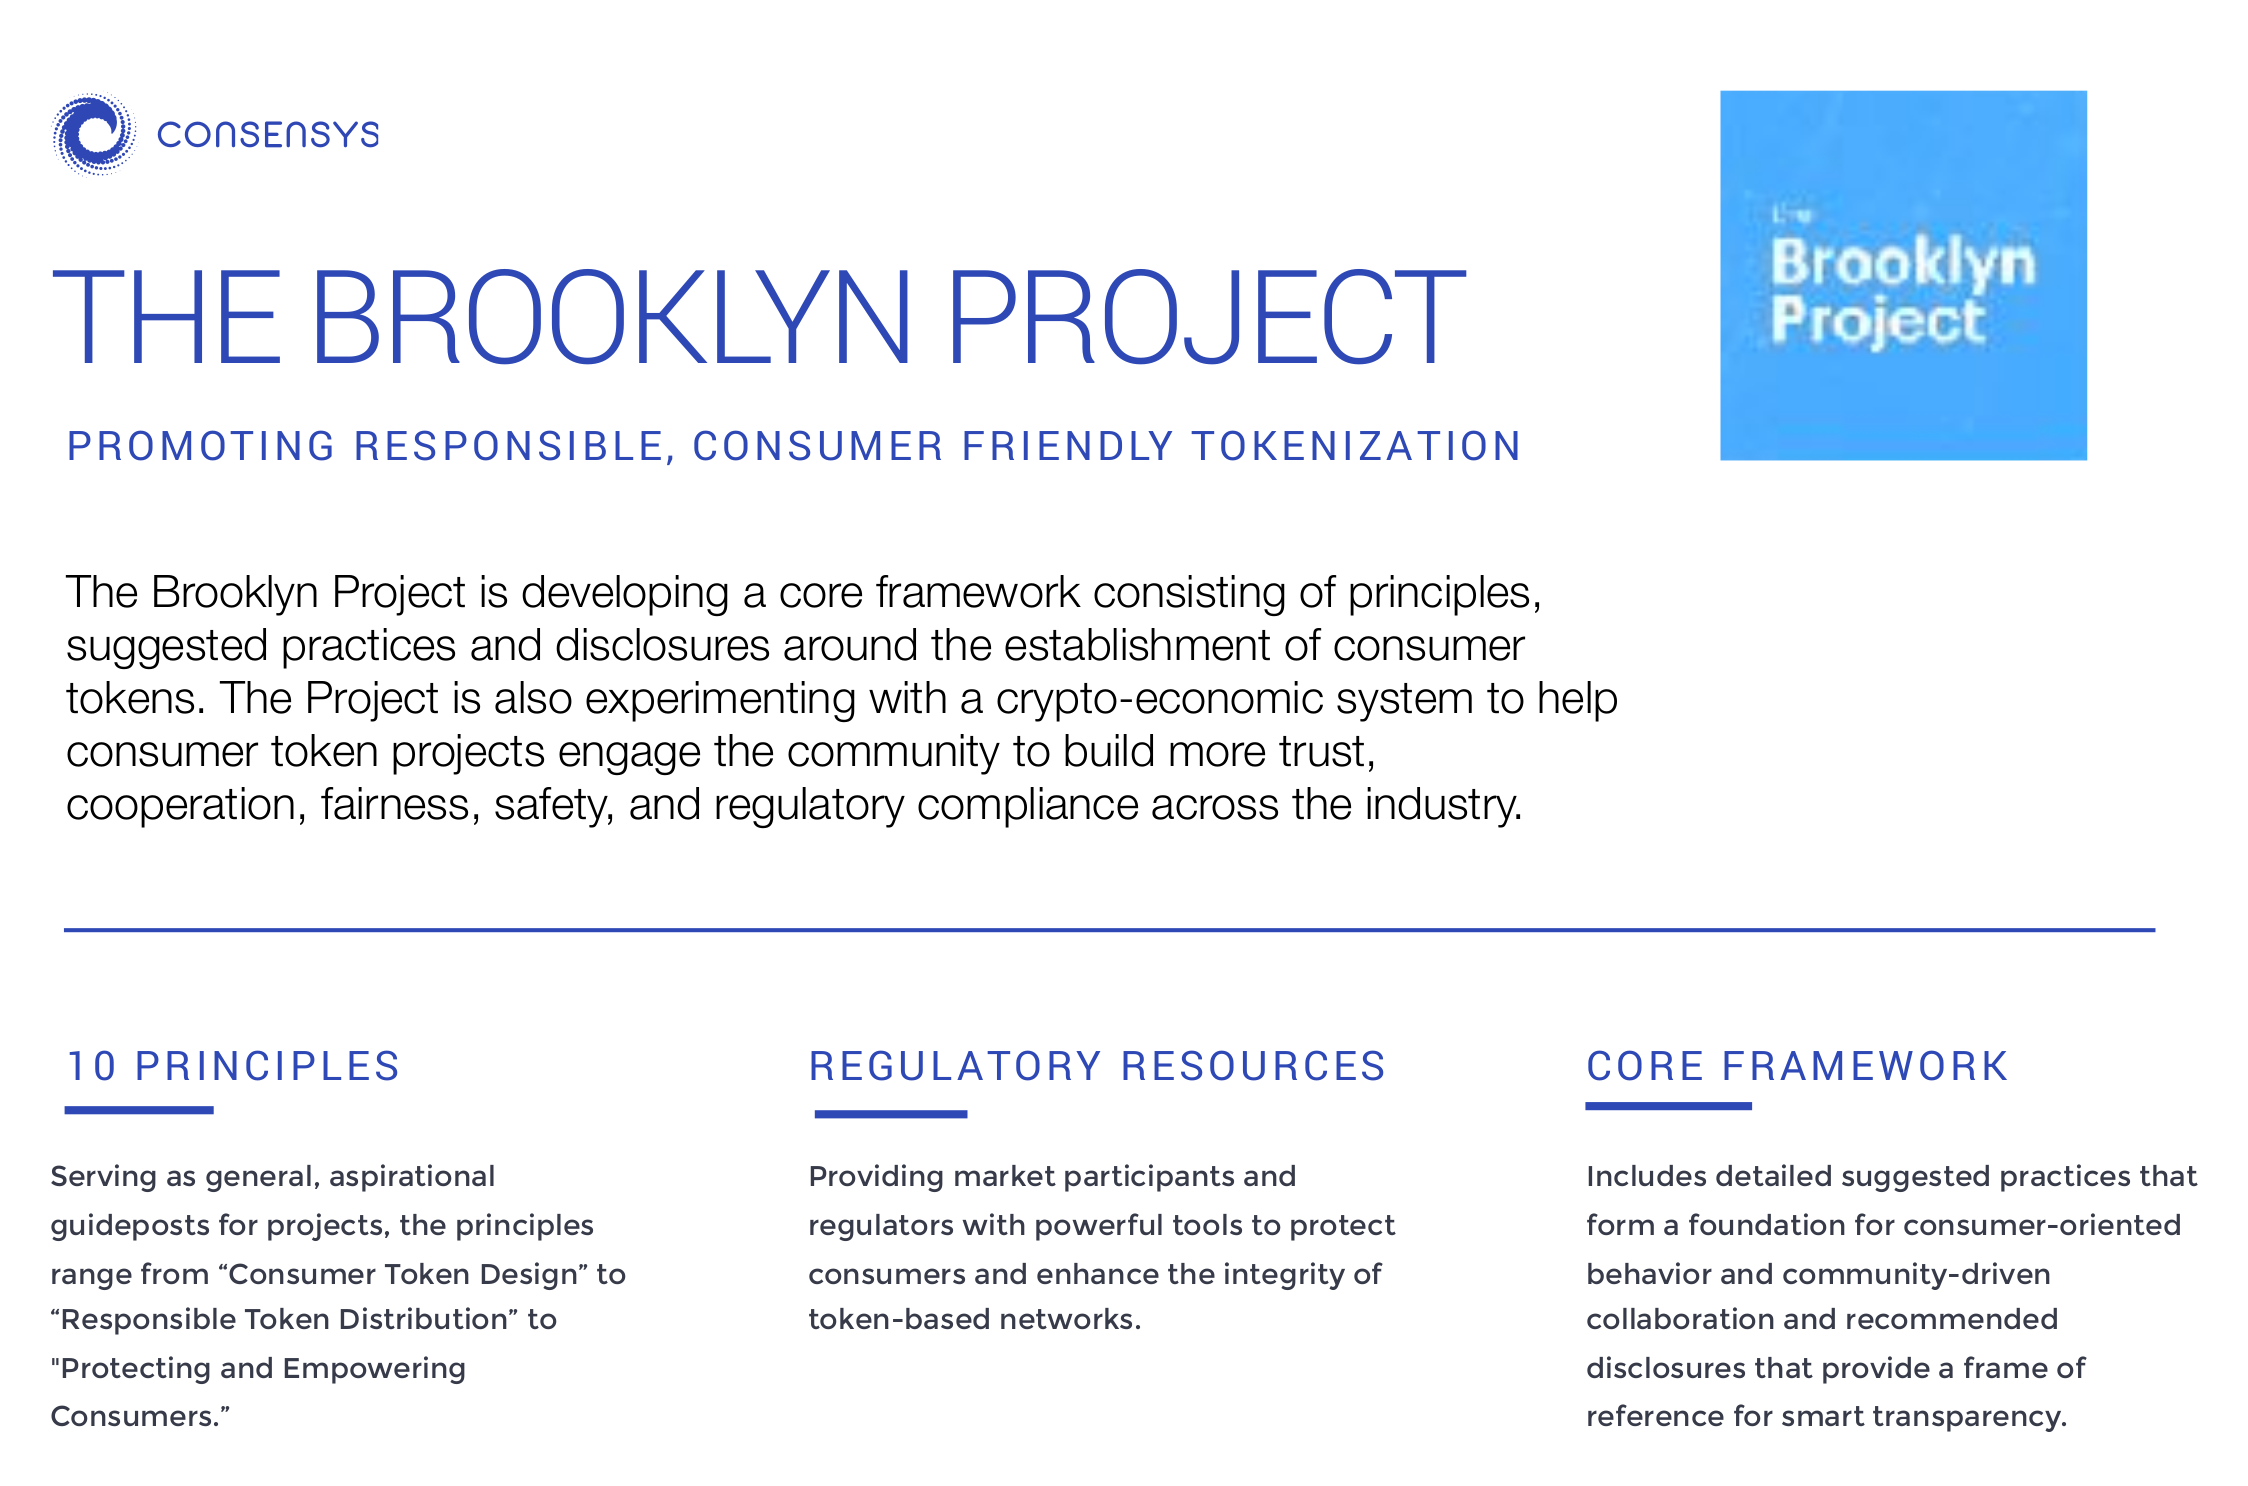 CONSENSYS
THE BROOKLYN PROJECT
PROMOTING RESPONSIBLE, CONSUMER FRIENDLY TOKENIZATION
the
Brooklyn
Project
The Brooklyn Project is developing a core framework consisting of principles,
suggested practices and disclosures around the establishment of consumer
tokens. The Project is also experimenting with a crypto-economic system to help
consumer token projects engage the community to build more trust,
cooperation, fairness, safety, and regulatory compliance across the industry.
10 PRINCIPLES
Serving as general, aspirational
guideposts for projects, the principles
range from “Consumer Token Design” to
“Responsible Token Distribution” to
"Protecting and Empowering
Consumers.”
REGULATORY RESOURCES
Providing market participants and
regulators with powerful tools to protect
consumers and enhance the integrity of
token-based networks.
CORE FRAMEWORK
Includes detailed suggested practices that
form a foundation for consumer-oriented
behavior and community-driven
collaboration and recommended
disclosures that provide a frame of
reference for smart transparency.